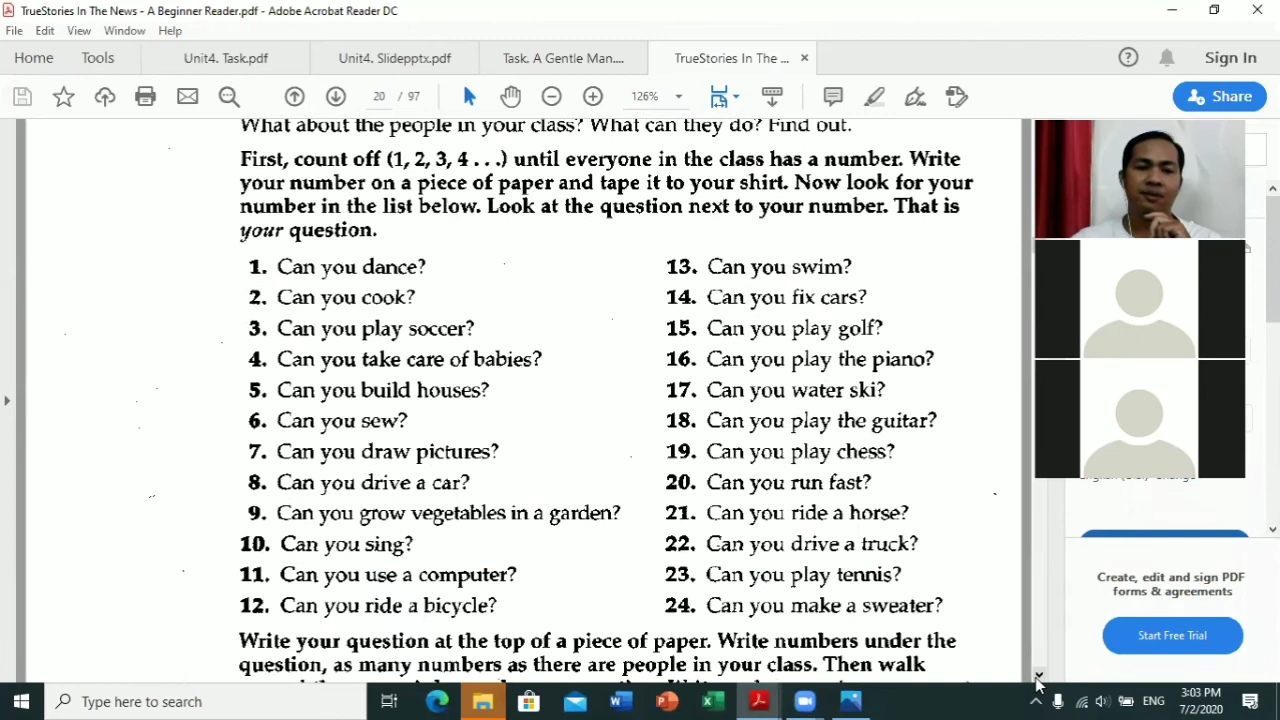 TrueStories In The News - A Beginner Reader.pdf - Adobe Acrobat Reader DC
File Edit View Window Help
Home Tools Unit4. Task.pdf Unit4. Slidepptx.pdf Task. A Gentle Man.... TrueStories In The ... Sign In
20 / 97 126% Share
What about the people in your class? What can they do? Find out.
First, count off (1, 2, 3, 4 . . .) until everyone in the class has a number. Write
your number on a piece of paper and tape it to your shirt. Now look for your
number in the list below. Look at the question next to your number. That is
your question.
1. Can you dance?
2. Can you cook?
3. Can you play soccer?
4. Can you take care of babies?
5. Can you build houses?
6. Can you sew?
7. Can you draw pictures?
8. Can you drive a car?
9. Can you grow vegetables in a garden?
10. Can you sing?
11. Can you use a computer?
12. Can you ride a bicycle?
13. Can you swim?
14. Can you fix cars?
15. Can you play golf?
16. Can you play the piano?
17. Can you water ski?
18. Can you play the guitar?
19. Can you play chess?
20. Can you run fast?
21. Can you ride a horse?
22. Can you drive a truck?
23. Can you play tennis?
24. Can you make a sweater?
Write your question at the top of a piece of paper. Write numbers under the
question, as many numbers as there are people in your class. Then walk
Create, edit and sign PDF
forms & agreements
Start Free Trial
Type here to search
ENG
3:03 PM
7/2/2020